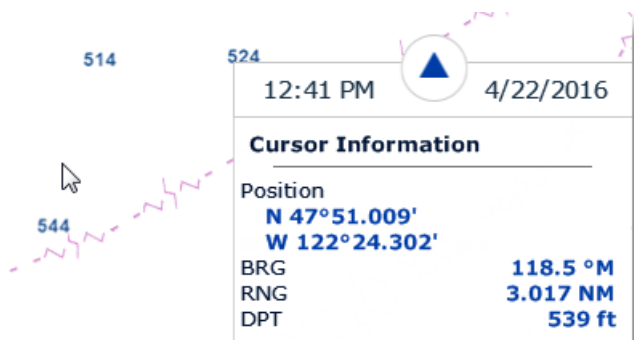 514
524
12:41 PM
4/22/2016
Cursor Information
544
Position
N 47°51.009'
W 122°24.302'
BRG 118.5 °M
RNG 3.017 NM
DPT 539 ft